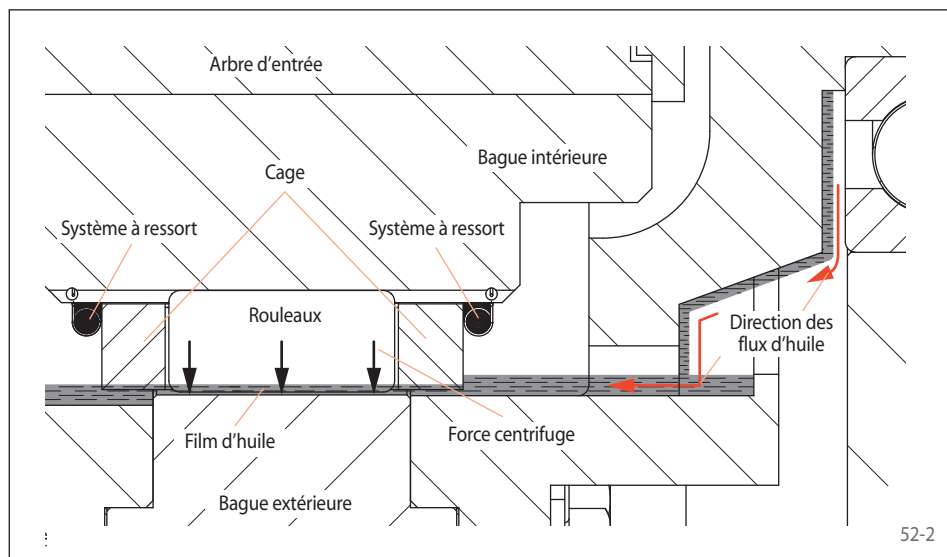 Arbre d'entrée
Bague intérieure
Cage
Système à ressort
Système à ressort
Rouleaux
Direction des
flux d'huile
Film d'huile
Force centrifuge
Bague extérieure
52-2